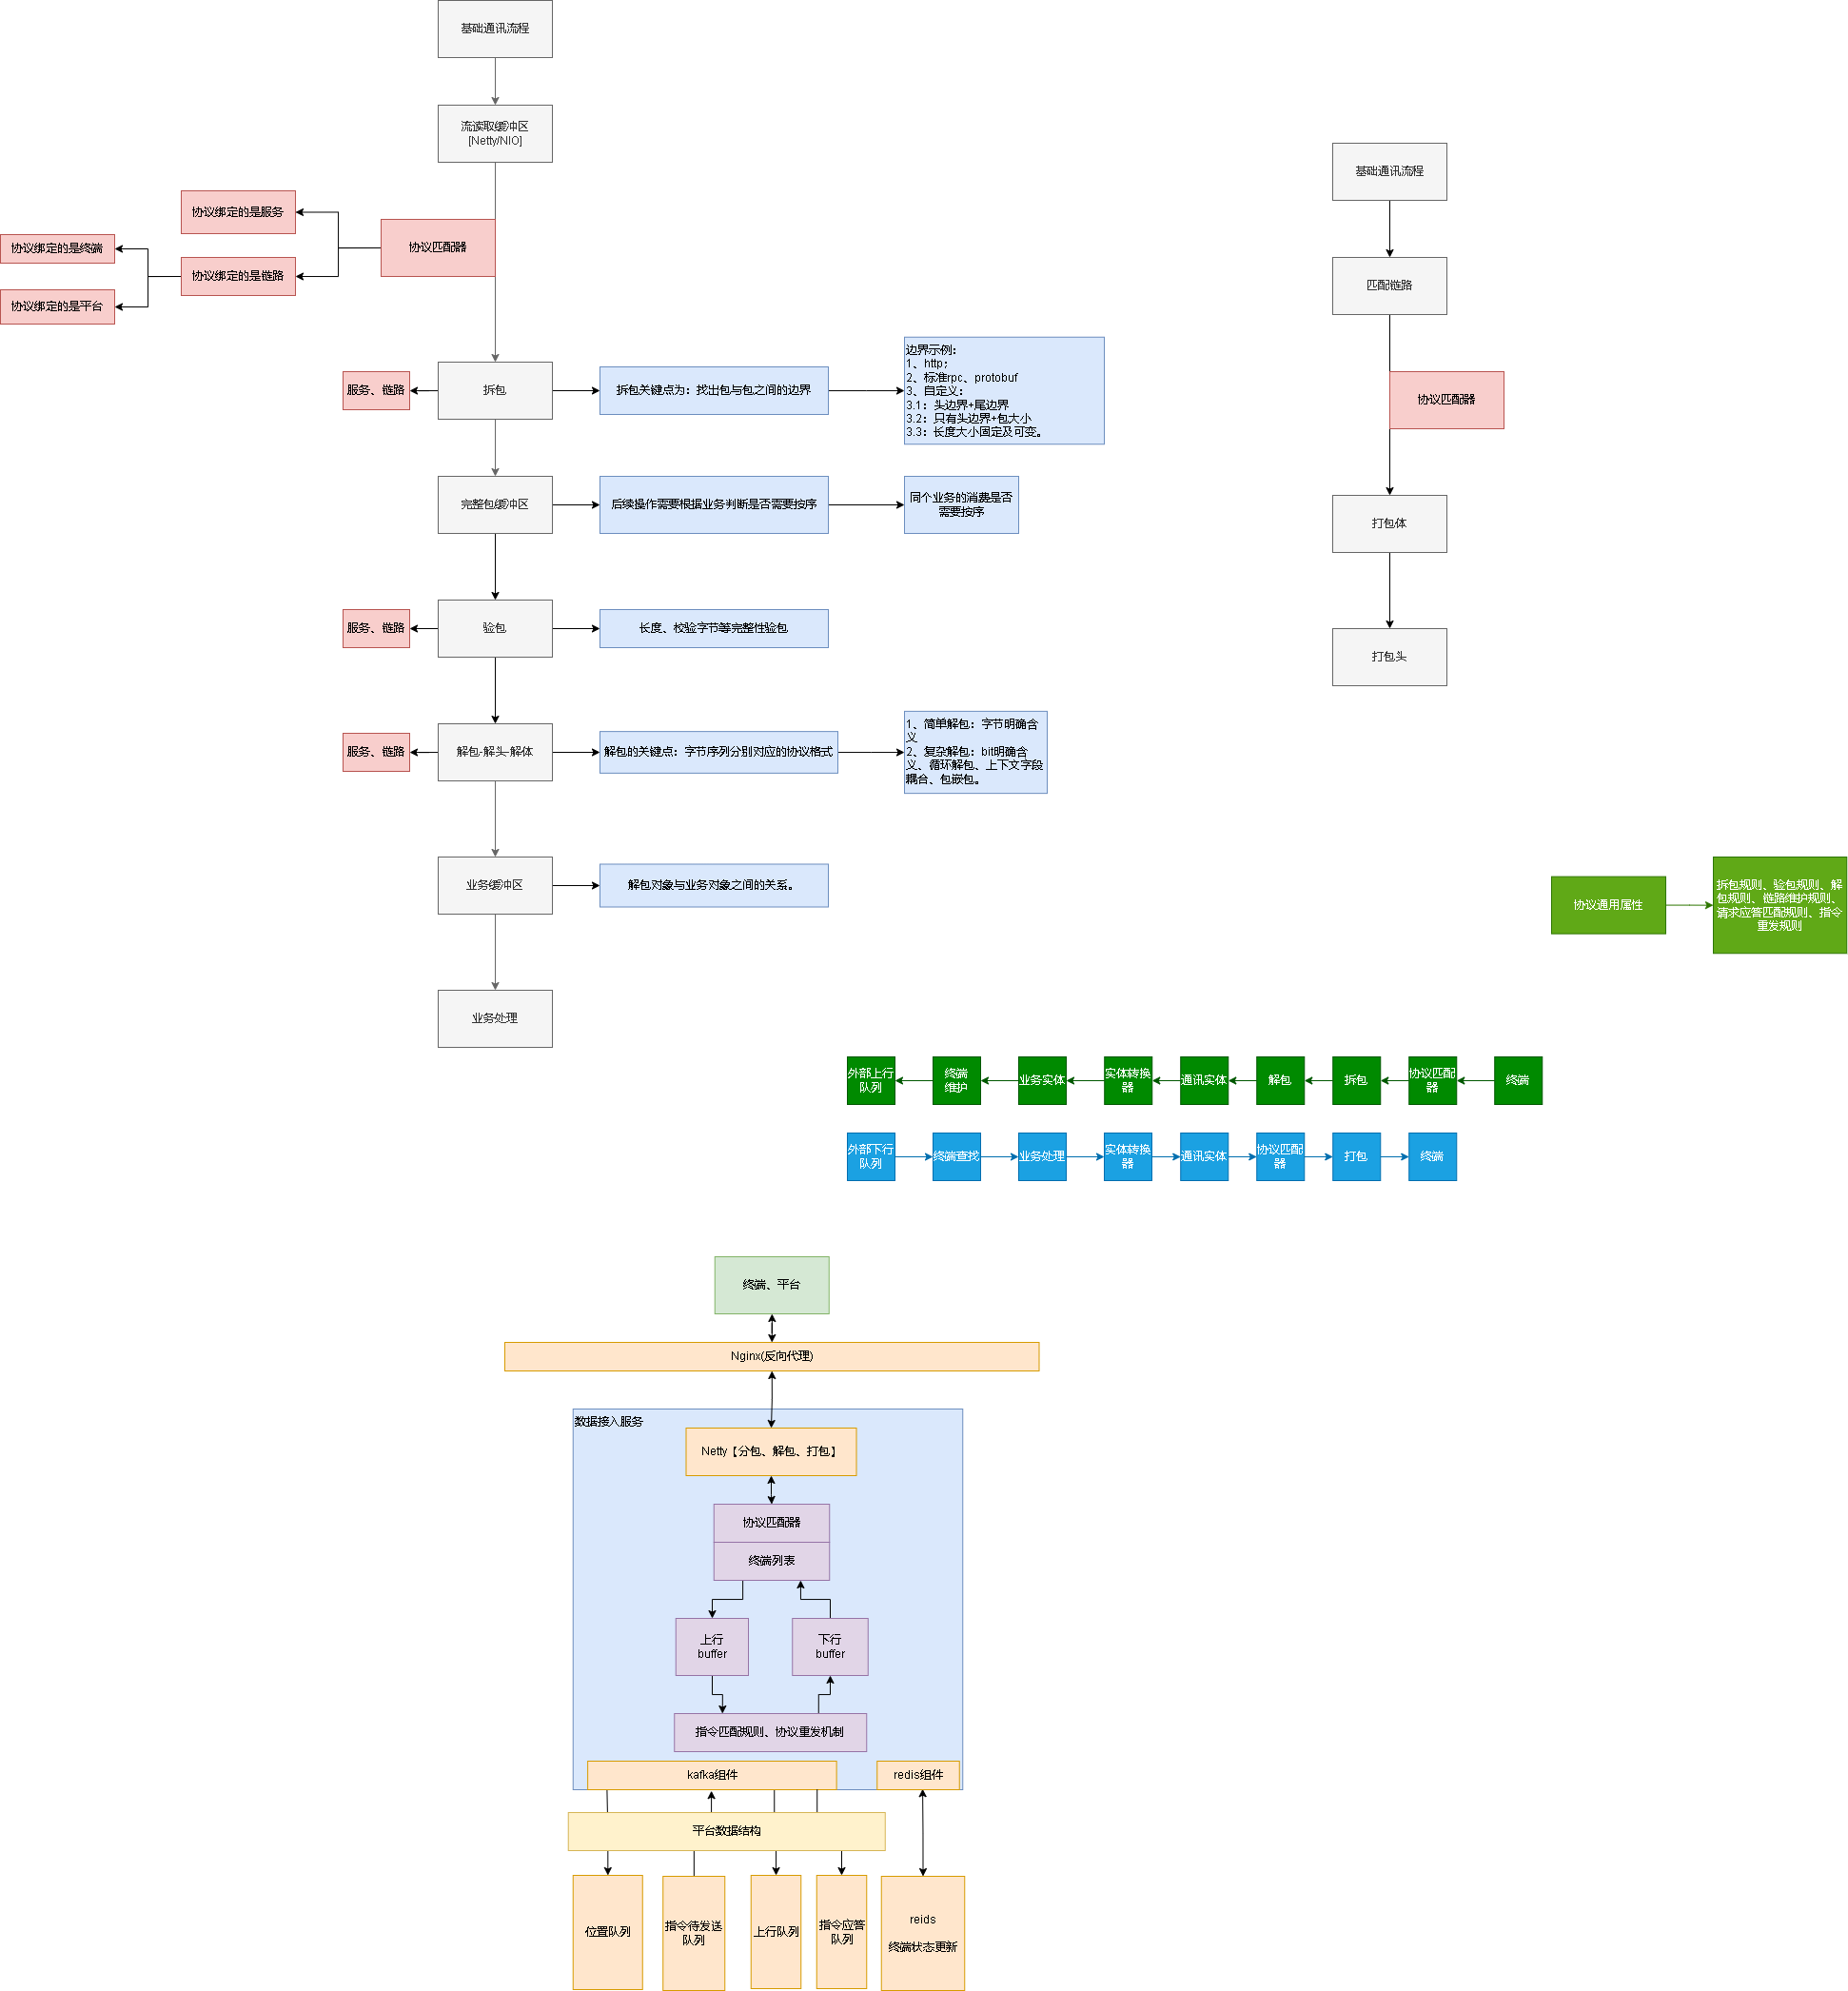 基础通讯流程
流读取缓冲区
[Netty/NIO]
协议匹配器
协议绑定的是服务
协议绑定的是链路
协议绑定的是终端
协议绑定的是平台
服务、链路
拆包
拆包关键点为：找出包与包之间的边界
边界示例：
1、http；
2、标准rpc、protobuf
3、自定义：
3.1：头边界+尾边界
3.2：只有头边界+包大小
3.3：长度大小固定及可变。
完整包缓冲区
后续操作需要根据业务判断是否需要按序
同个业务的消费是否
需要按序
服务、链路
验包
长度、校验字节等完整性验包
服务、链路
解包-解头-解体
解包的关键点：字节序列分别对应的协议格式
1、简单解包：字节明确含
义
2、复杂解包：bit明确含
义、循环解包、上下文字段
耦合、包嵌包。
业务缓冲区
解包对象与业务对象之间的关系。
业务处理
基础通讯流程
匹配链路
协议匹配器
打包体
打包头
协议通用属性
拆包规则、验包规则、解
包规则、链路维护规则、
请求应答匹配规则、指令
重发规则
外部上行
队列
终端
维护
业务实体
实体转换
器
通讯实体
解包
拆包
协议匹配
器
终端
外部下行
队列
终端查找
业务处理
实体转换
器
通讯实体
协议匹配
器
打包
终端
终端、平台
Nginx(反向代理)
数据接入服务
Netty【分包、解包、打包】
协议匹配器
终端列表
上行
buffer
下行
buffer
指令匹配规则、协议重发机制
kafka组件
redis组件
平台数据结构
位置队列
指令待发送
队列
上行队列
指令应答
队列
reids
终端状态更新